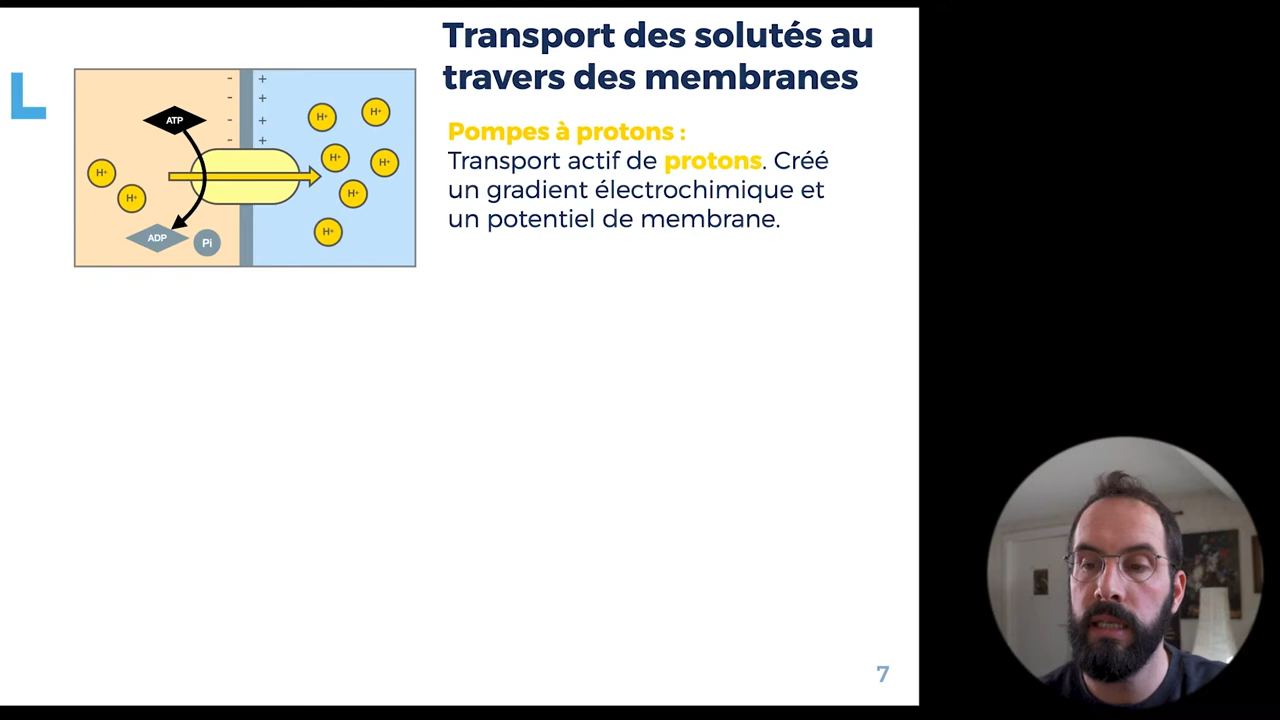 Transport des solutés au
travers des membranes
L
- +
- +
- +
- +
ATP
H⁺
H⁺
H⁺
H⁺
H⁺
H⁺
H⁺
H⁺
ADP
Pi
Pompes à protons :
Transport actif de protons. Créé
un gradient électrochimique et
un potentiel de membrane.
7